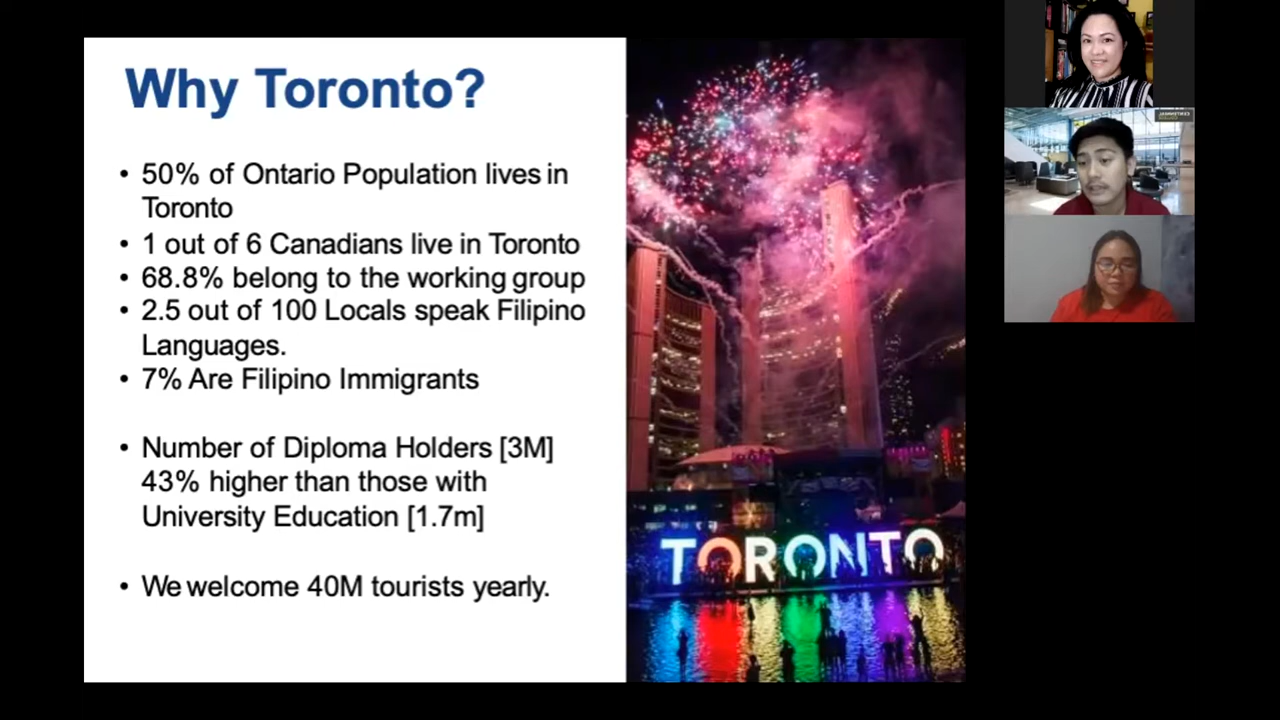 Why Toronto?
• 50% of Ontario Population lives in
Toronto
• 1 out of 6 Canadians live in Toronto
• 68.8% belong to the working group
• 2.5 out of 100 Locals speak Filipino
Languages.
• 7% Are Filipino Immigrants
• Number of Diploma Holders [3M]
43% higher than those with
University Education [1.7m]
• We welcome 40M tourists yearly.
TORONTO